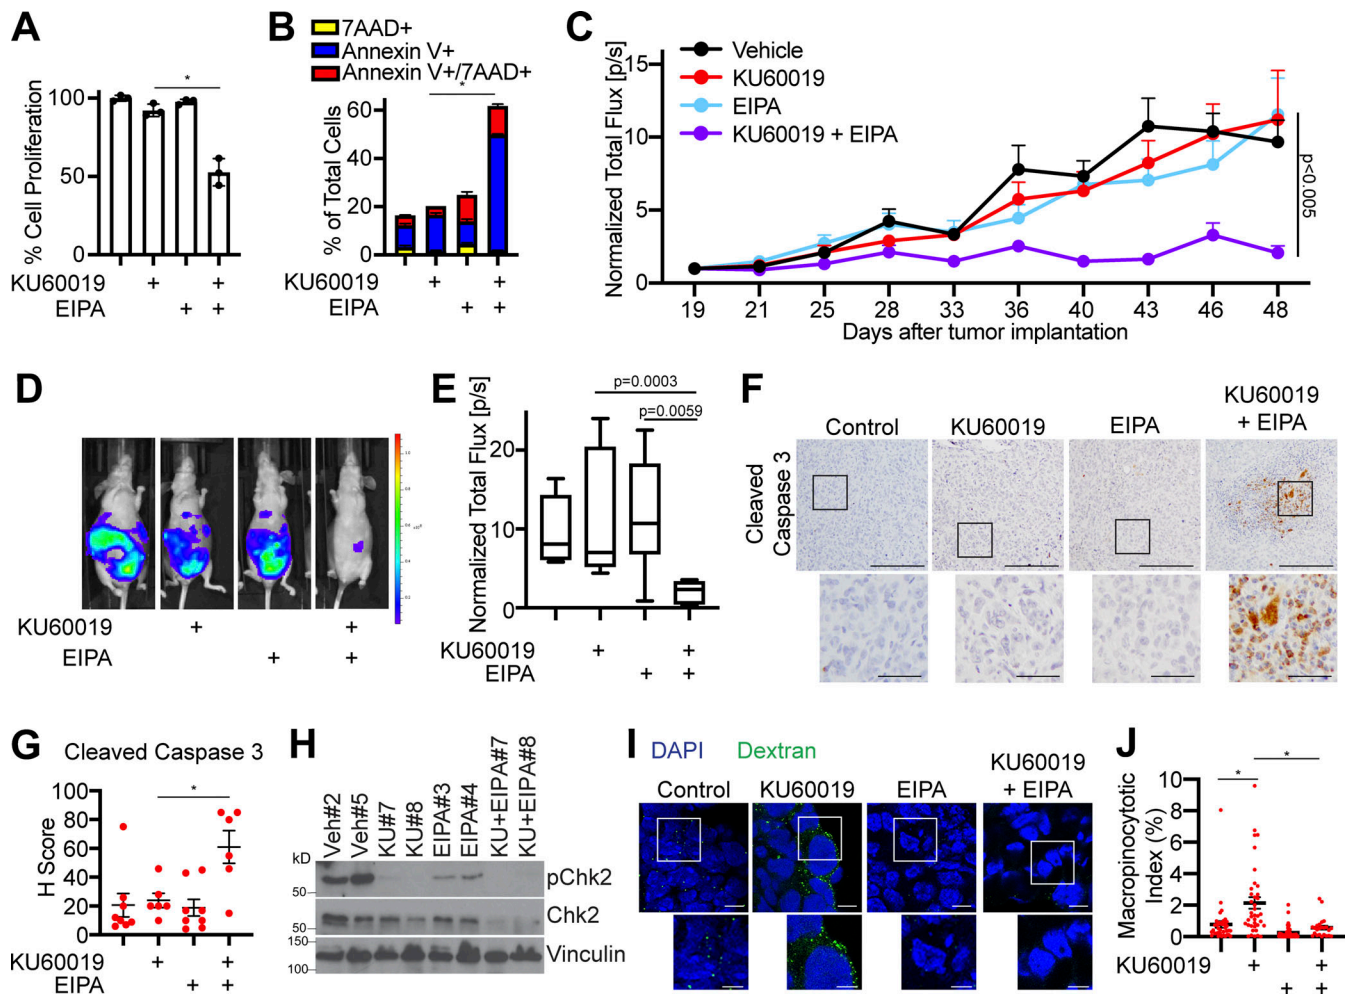 A
% Cell Proliferation
100
50
0
KU60019 + +
EIPA + +
*
B
7AAD+
Annexin V+
Annexin V+/7AAD+
*
% of Total Cells
60
40
20
0
KU60019 + +
EIPA + +
C
Vehicle
KU60019
EIPA
KU60019 + EIPA
Normalized Total Flux [p/s]
15
10
5
0
19 21 25 28 33 36 40 43 46 48
Days after tumor implantation
p<0.005
D
KU60019 + +
EIPA + +
E
p=0.0003
p=0.0059
Normalized Total Flux [p/s]
20
10
0
KU60019 + +
EIPA + +
F
Control KU60019 EIPA KU60019
+ EIPA
Cleaved
Caspase 3
G
Cleaved Caspase 3
*
H Score
100
80
60
40
20
0
KU60019 + +
EIPA + +
H
Veh#2 Veh#5 KU#7 KU#8 EIPA#3 EIPA#4 KU+EIPA#7 KU+EIPA#8
kD
75
50
pChk2
50
Chk2
150
100
Vinculin
I
DAPI Dextran
Control KU60019 EIPA KU60019
+ EIPA
J
* *
Macropinocytotic
Index (%)
10
8
6
4
2
0
KU60019 + +
+ +